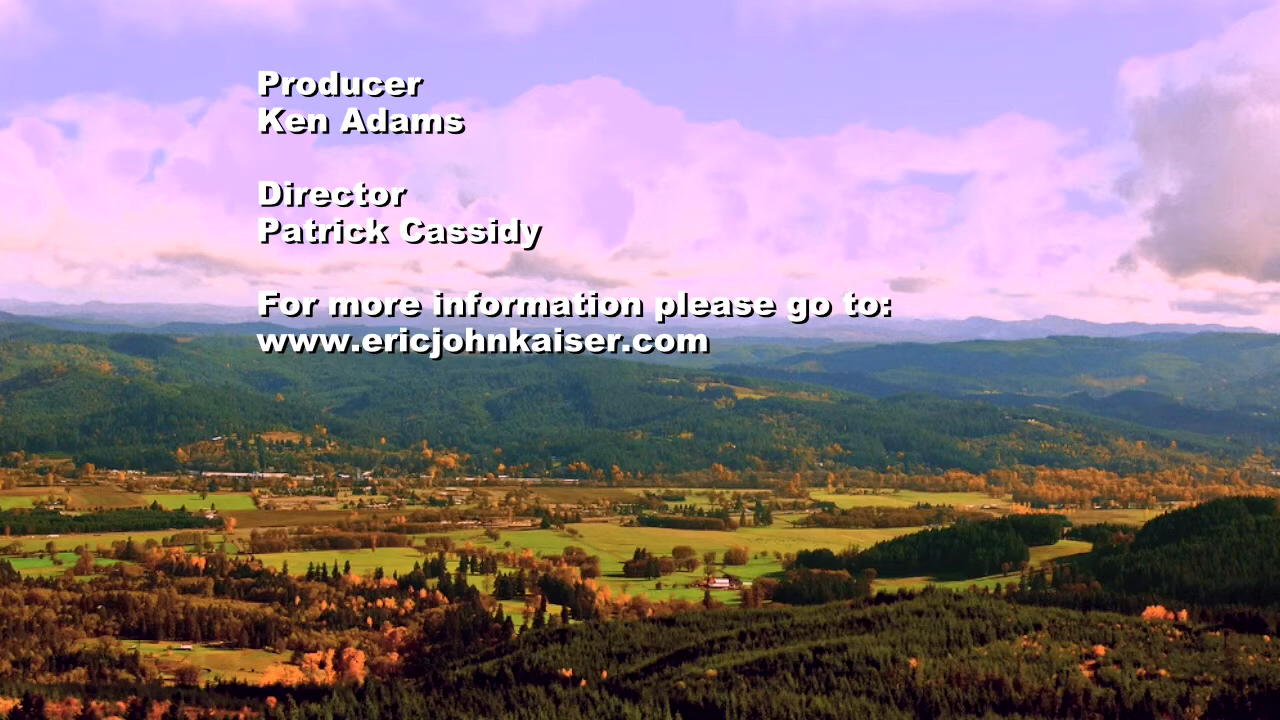 Producer
Ken Adams
Director
Patrick Cassidy
For more information please go to:
www.ericjohnkaiser.com